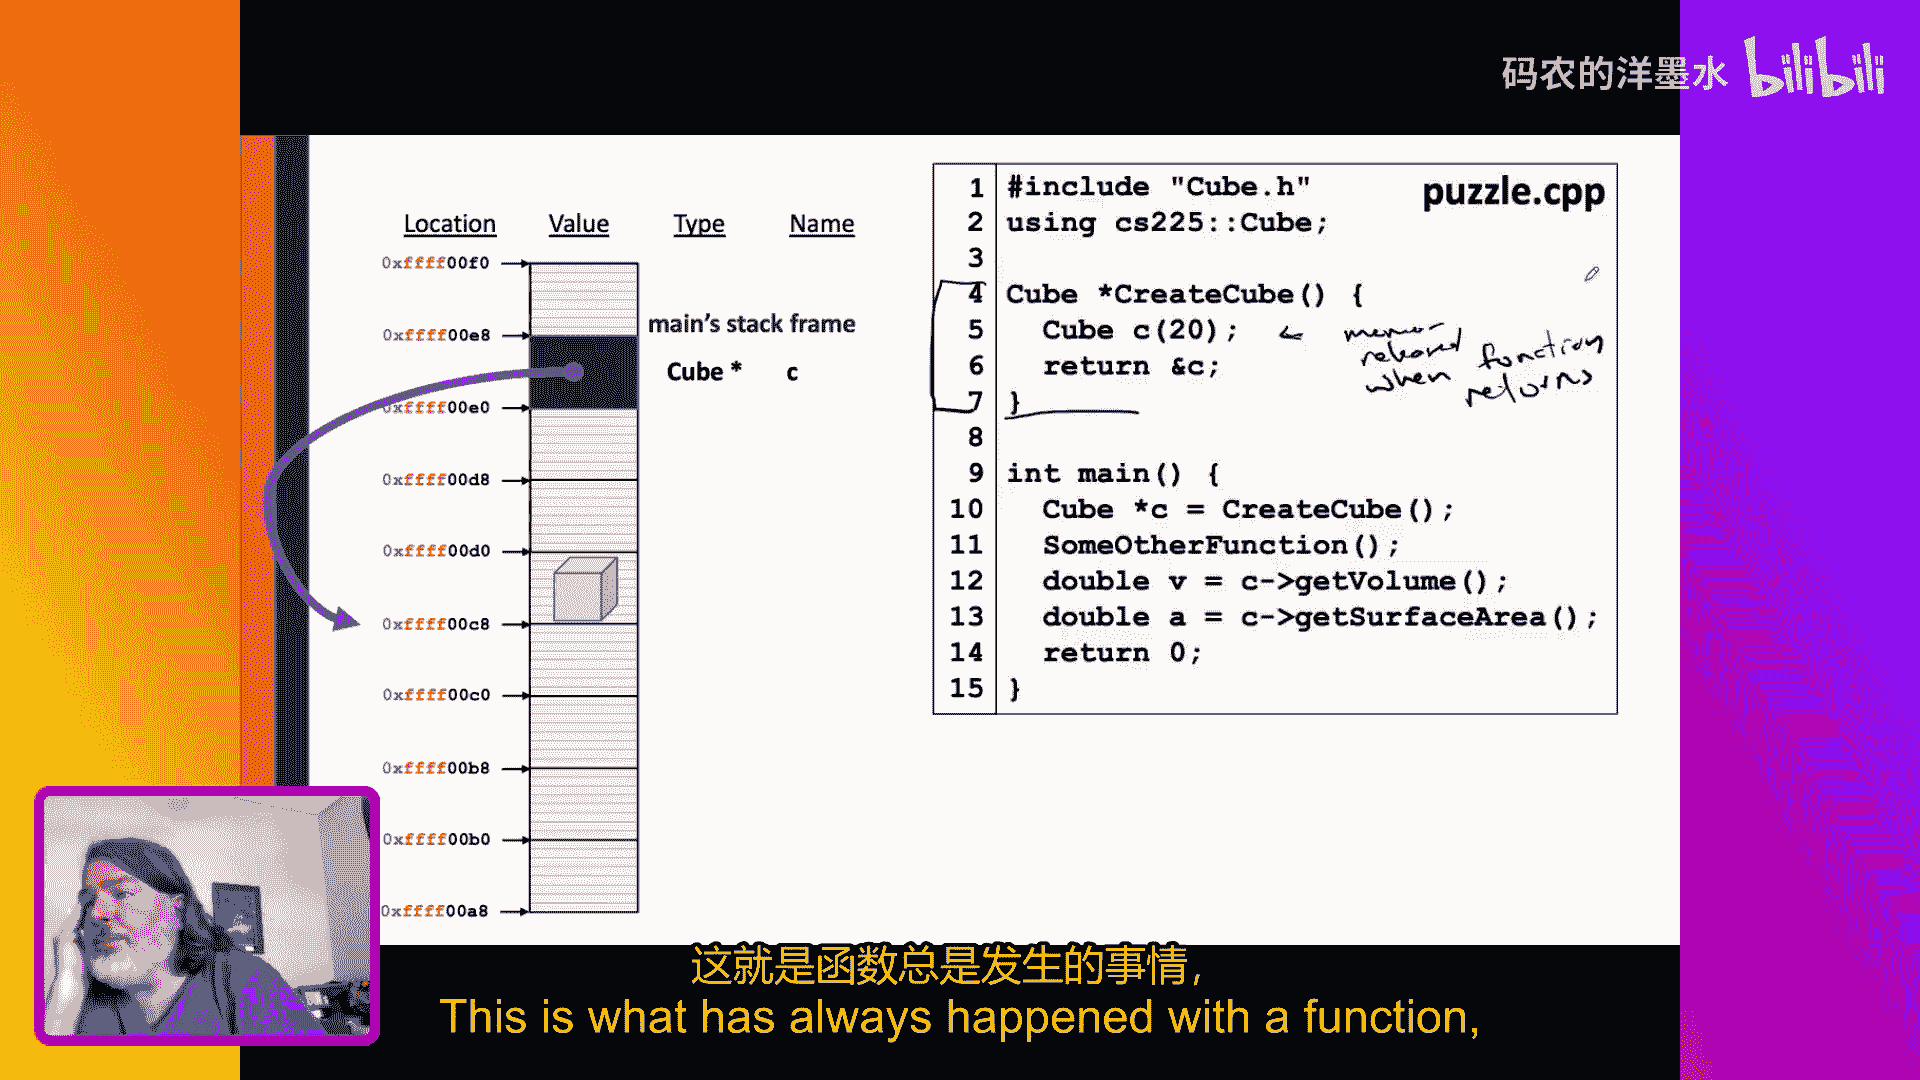 码农的洋墨水 bilibili
Location Value Type Name
0xffff00f0
0xffff00e8
0xffff00e0
0xffff00d8
0xffff00d0
0xffff00c8
0xffff00c0
0xffff00b8
0xffff00b0
0xffff00a8
main's stack frame
Cube * c
puzzle.cpp
1 #include "Cube.h"
2 using cs225::Cube;
3
4 Cube *CreateCube() {
5 Cube c(20);
6 return &c;
7 }
8
9 int main() {
10 Cube *c = CreateCube();
11 SomeOtherFunction();
12 double v = c->getVolume();
13 double a = c->getSurfaceArea();
14 return 0;
15 }
when function
returns
这就是函数总是发生的事情，
This is what has always happened with a function,